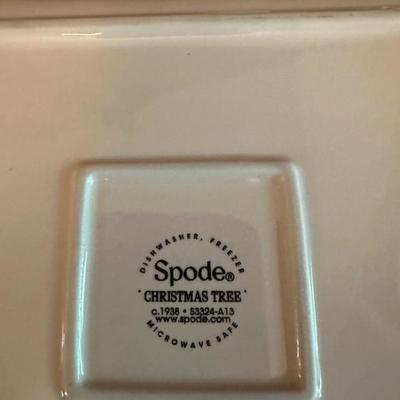 DISHWASHER, FREEZER
Spode®
· CHRISTMAS TREE ·
c.1938 • S3324-A13
www.spode.com
MICROWAVE SAFE